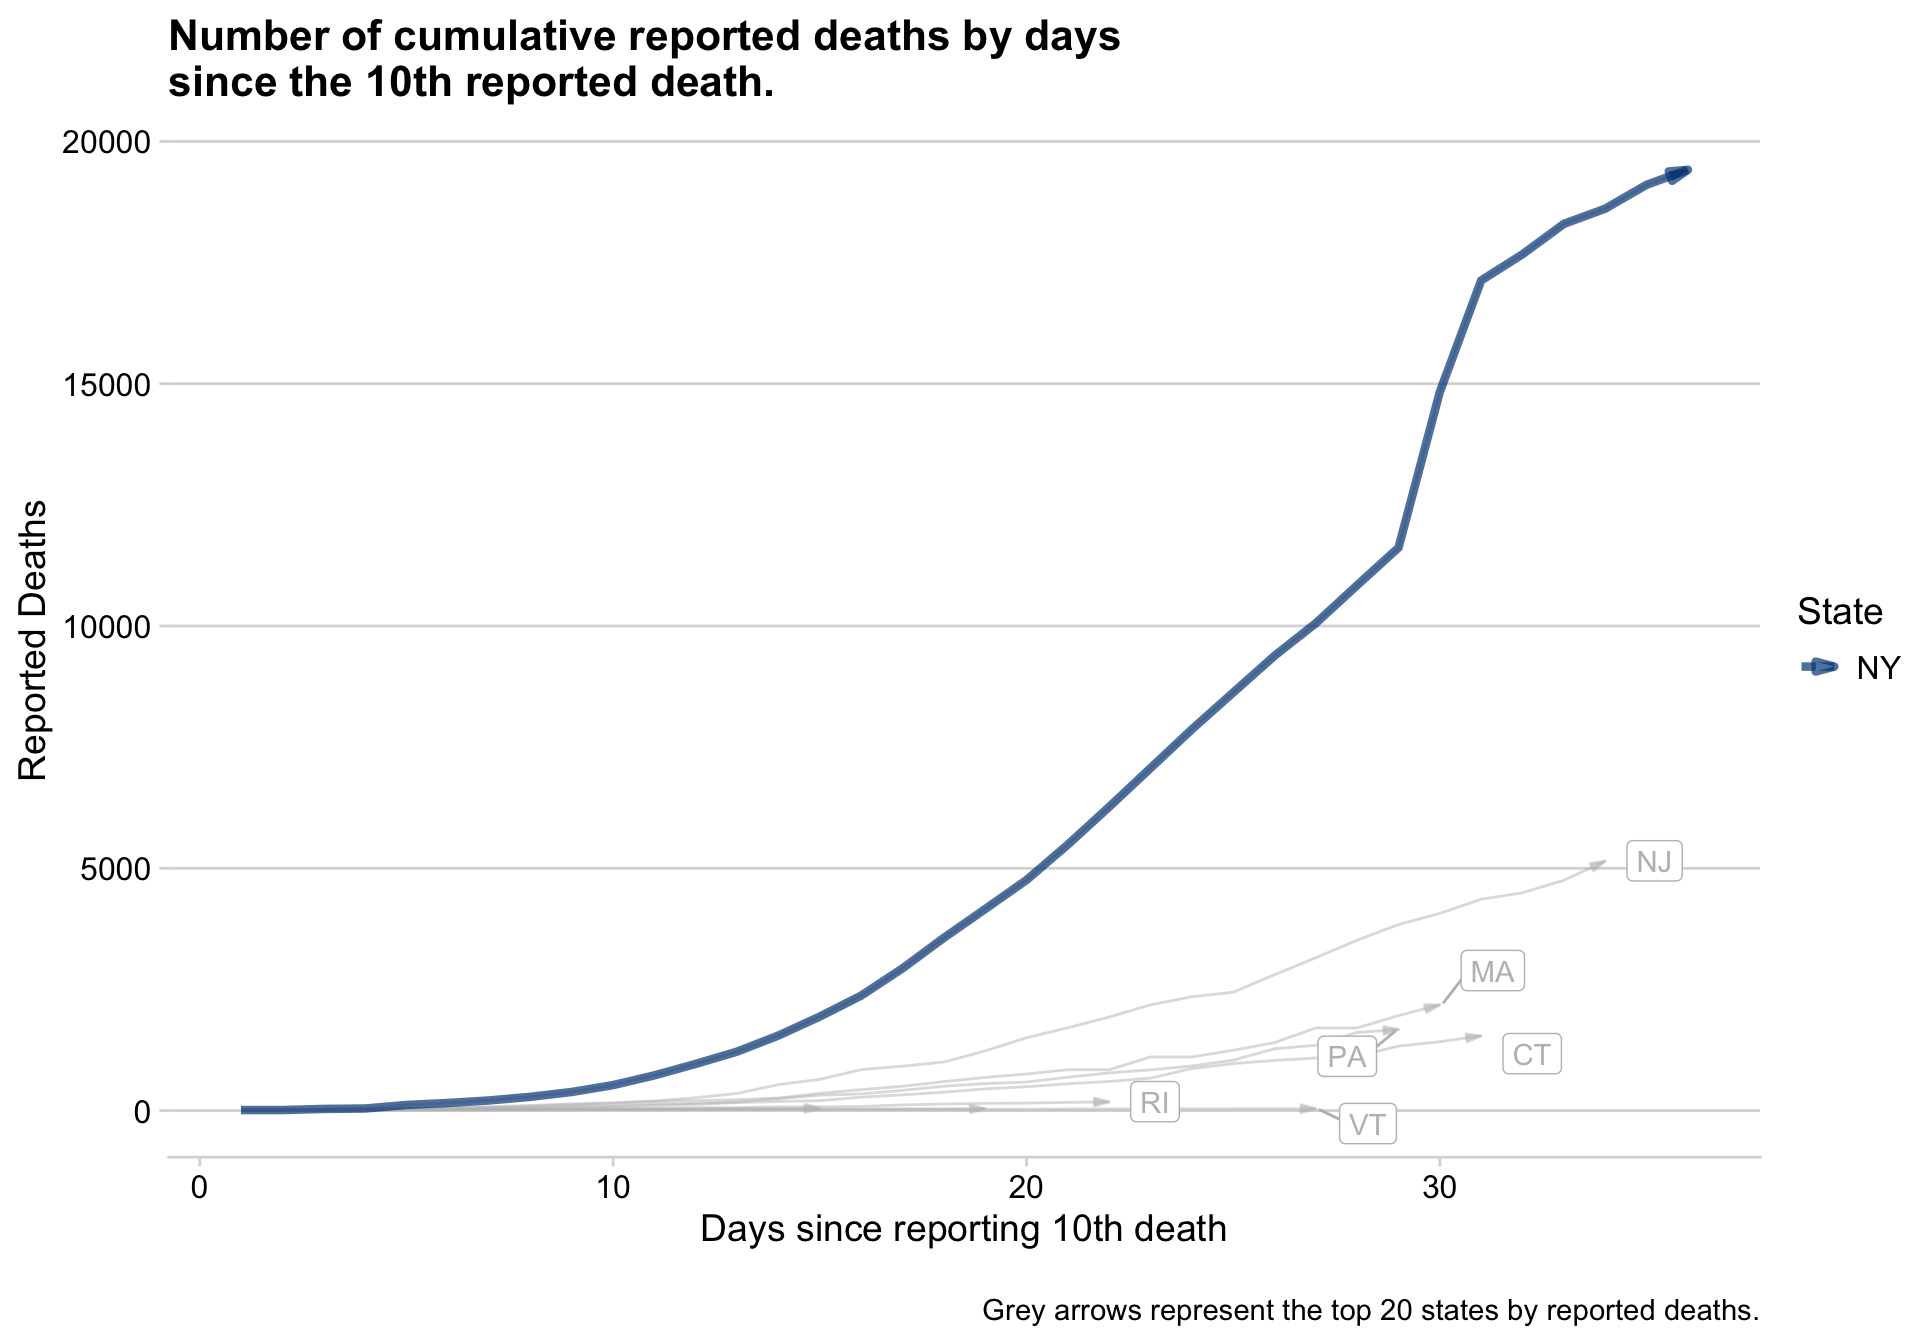 Number of cumulative reported deaths by days
since the 10th reported death.
20000
15000
10000
5000
0
Reported Deaths
NJ
MA
PA
CT
RI
VT
State
NY
0
10
20
30
Days since reporting 10th death
Grey arrows represent the top 20 states by reported deaths.